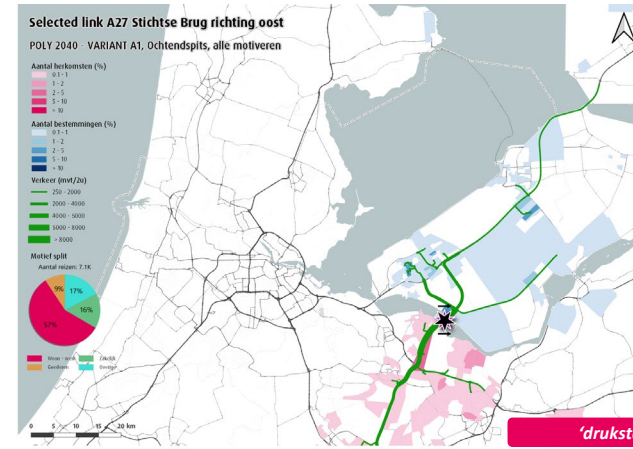 Selected link A27 Stichtse Brug richting oost
POLY 2040 - VARIANT A1, Ochtendspits, alle motieven
Aantal herkomsten (%)
0.1 - 1
1 - 2
2 - 5
5 - 10
> 10
Aantal bestemmingen (%)
0.1 - 1
1 - 2
2 - 5
5 - 10
> 10
Verkeer (mvt/2u)
250 - 2000
2000 - 4000
4000 - 6000
6000 - 8000
> 8000
Motief split
Aantal reizen: 7.1K
9%
17%
16%
57%
Woon - werk
Zakelijk
Goederen
Overige
0 5 10 15 20 km
‘drukst